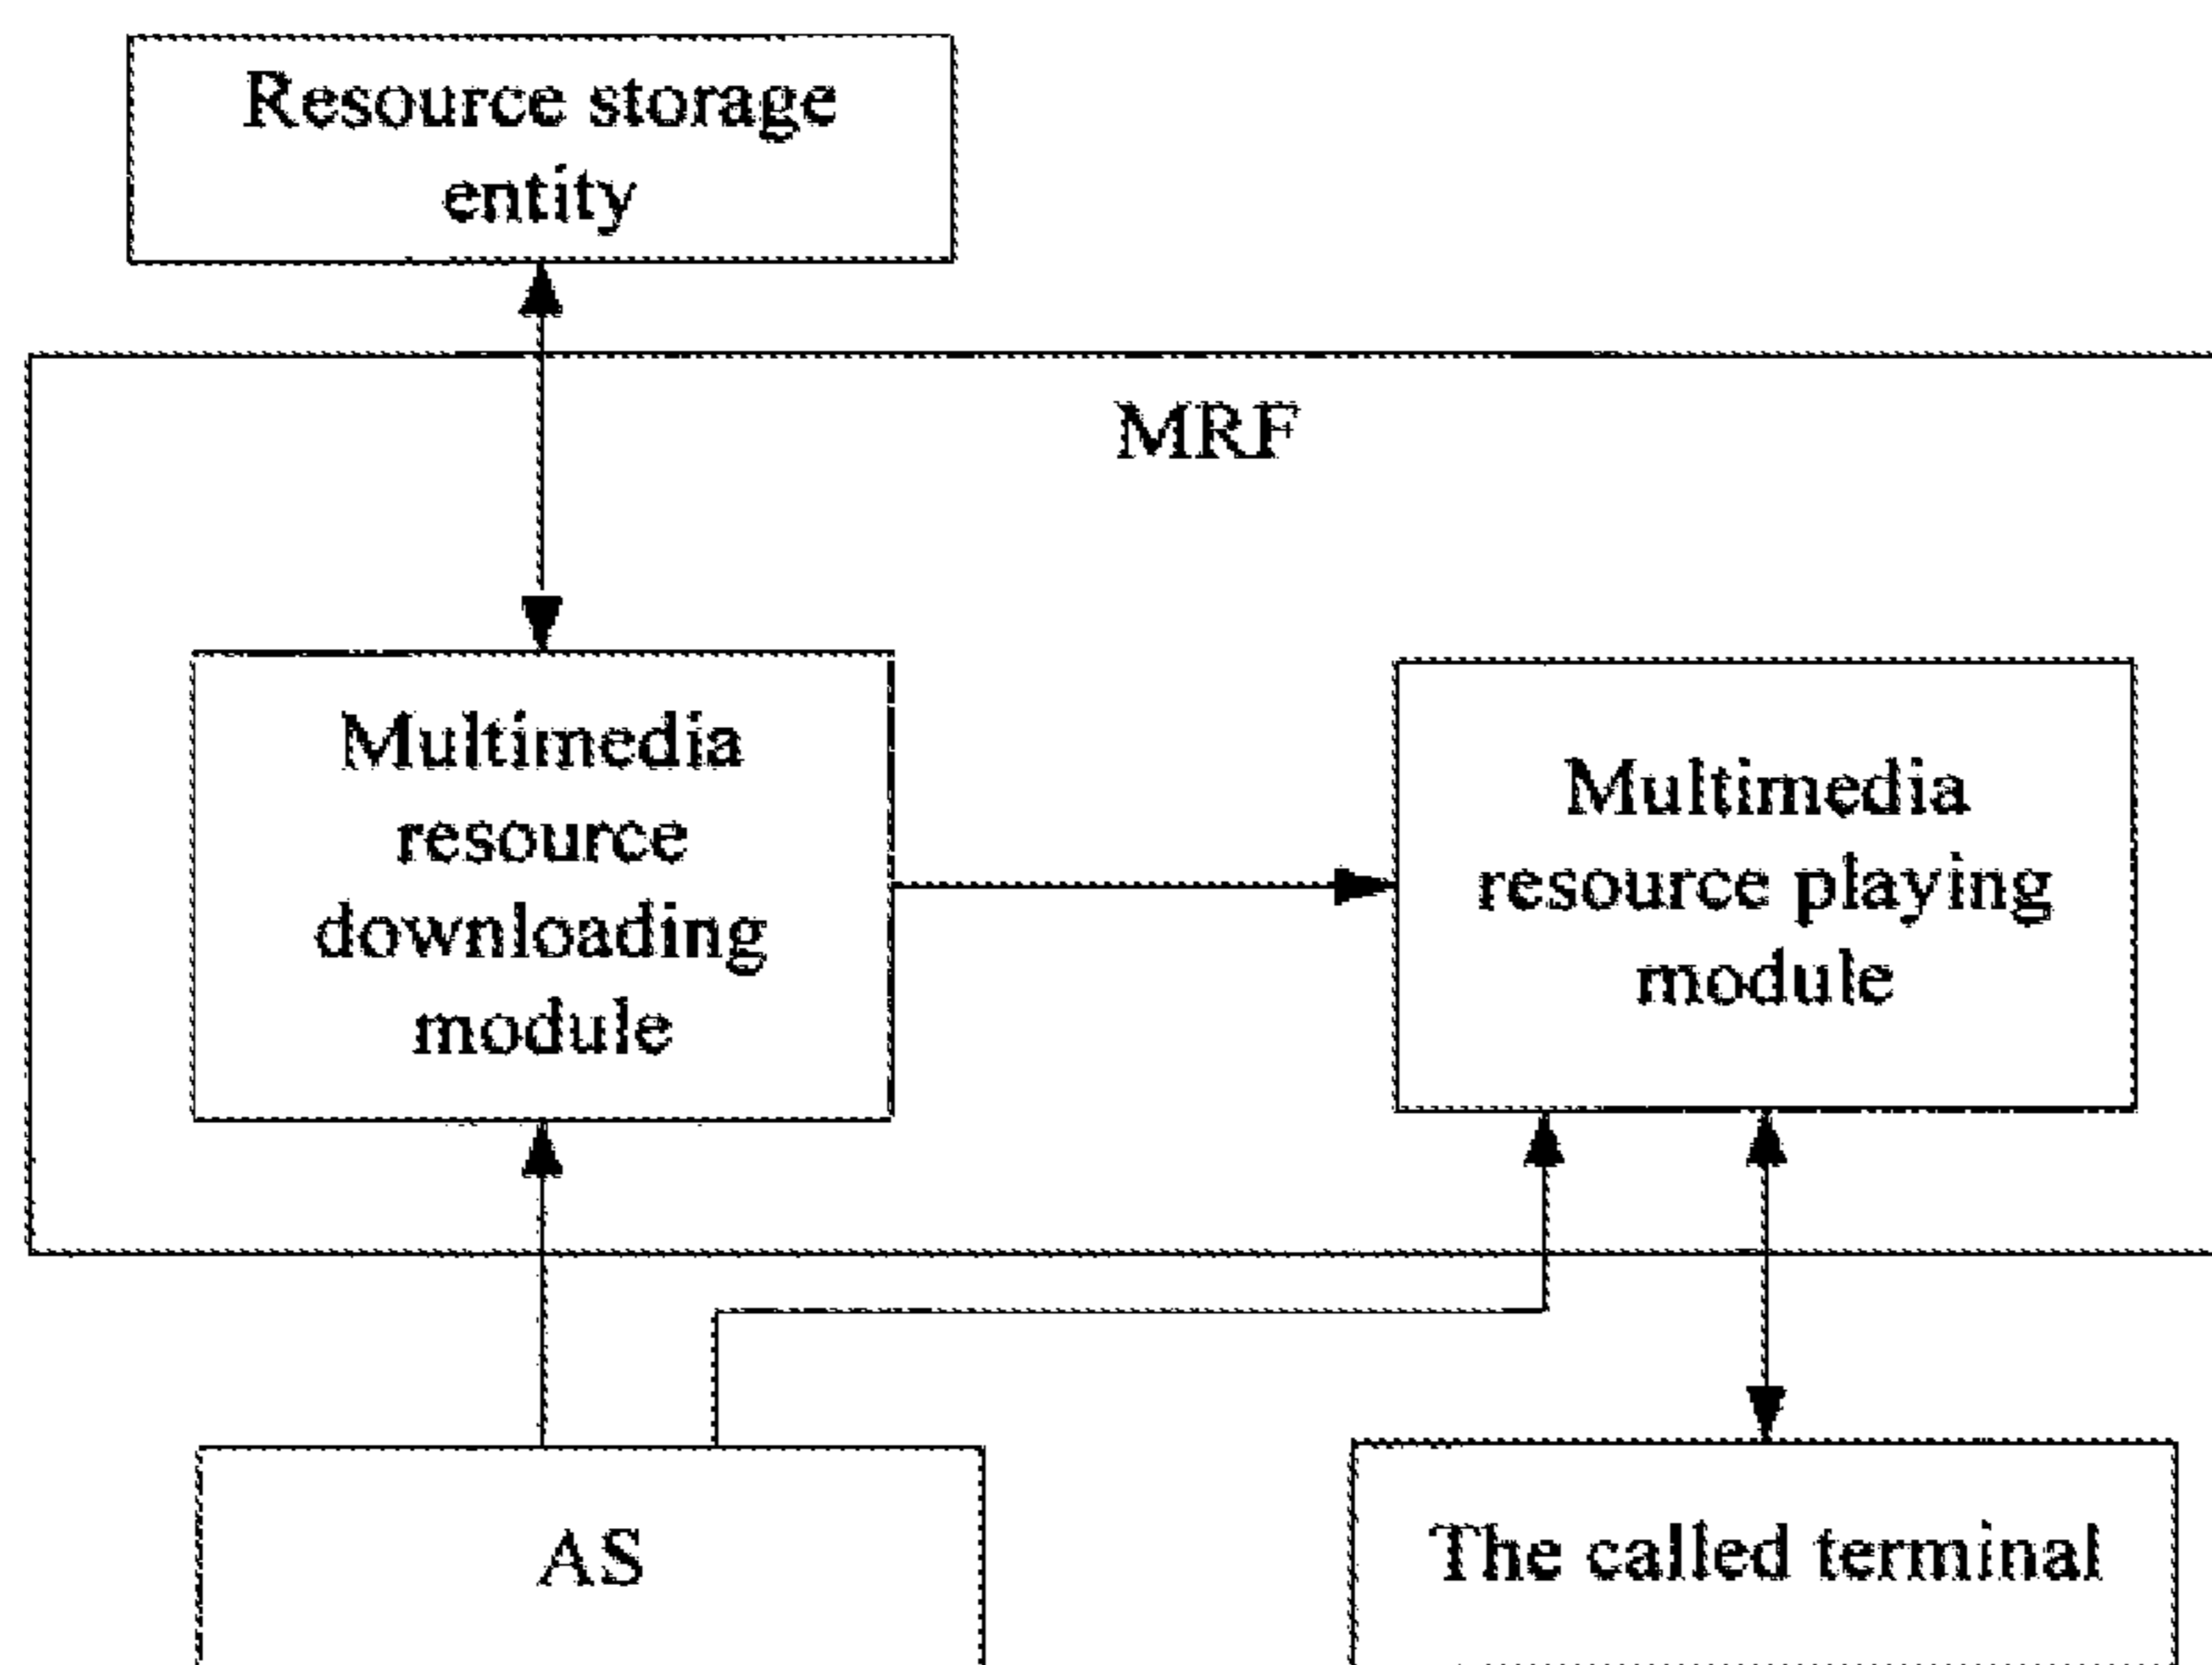 Resource storage
entity
MRF
Multimedia
resource
downloading
module
Multimedia
resource playing
module
AS
The called terminal